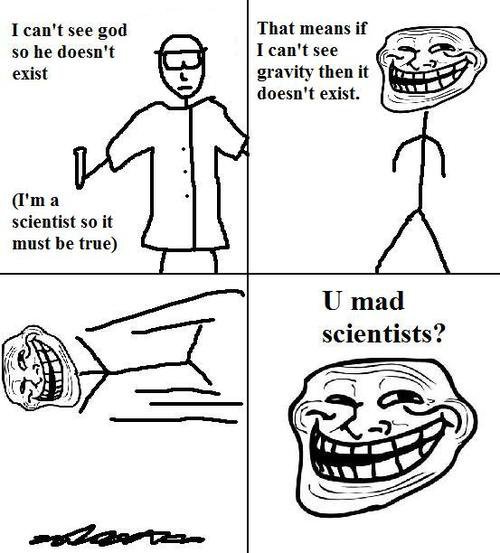 I can't see god
so he doesn't
exist
(I'm a
scientist so it
must be true)
That means if
I can't see
gravity then it
doesn't exist.
U mad
scientists?